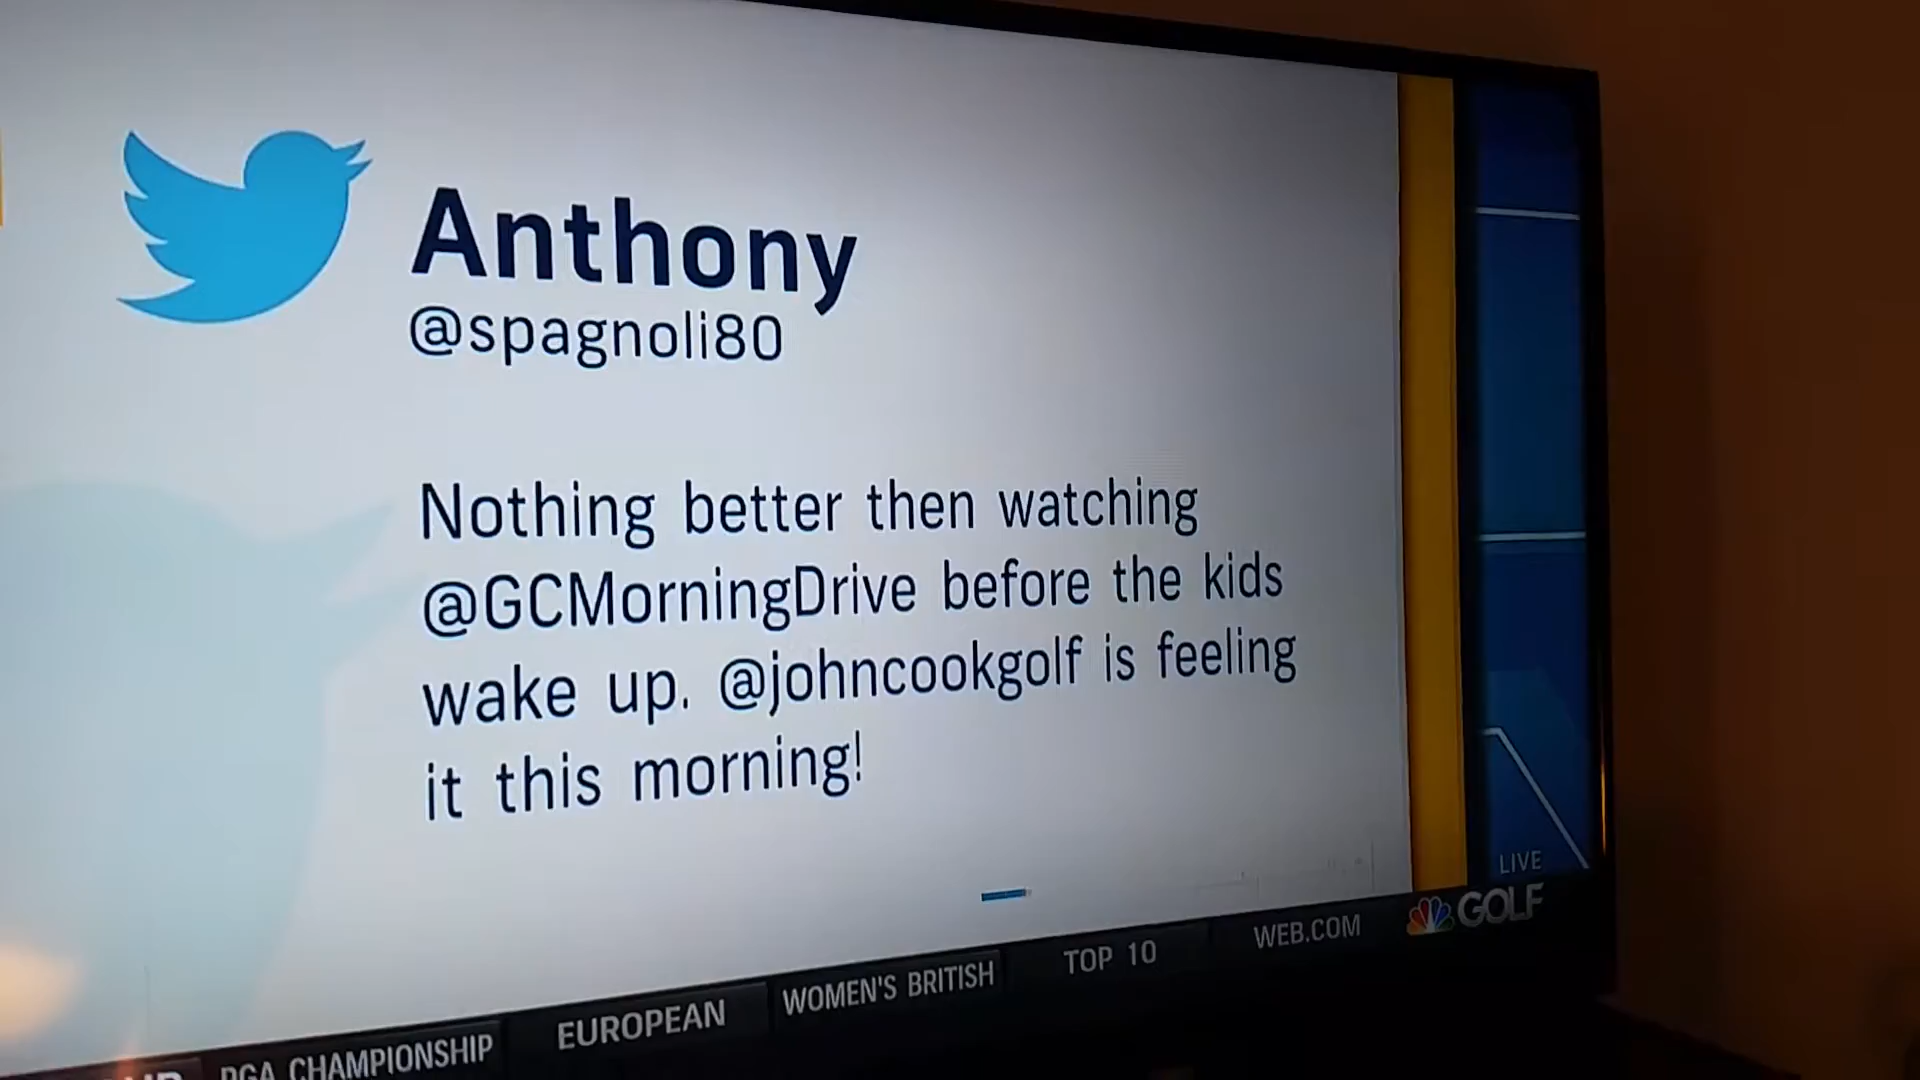 Anthony
@spagnoli80
Nothing better then watching
@GCMorningDrive before the kids
wake up. @johncookgolf is feeling
it this morning!
LIVE
GOLF
PGA CHAMPIONSHIP
EUROPEAN
WOMEN'S BRITISH
TOP 10
WEB.COM